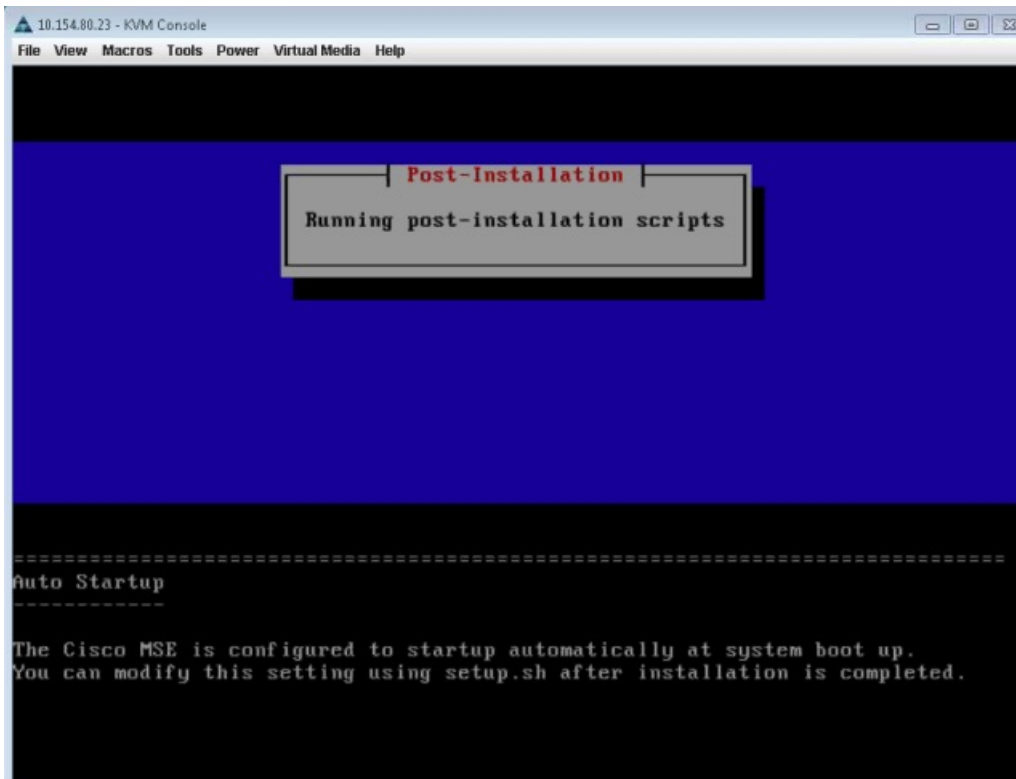 10.154.80.23 - KVM Console
File View Macros Tools Power Virtual Media Help
Post-Installation
Running post-installation scripts
================================================================================
Auto Startup
------------
The Cisco MSE is configured to startup automatically at system boot up.
You can modify this setting using setup.sh after installation is completed.